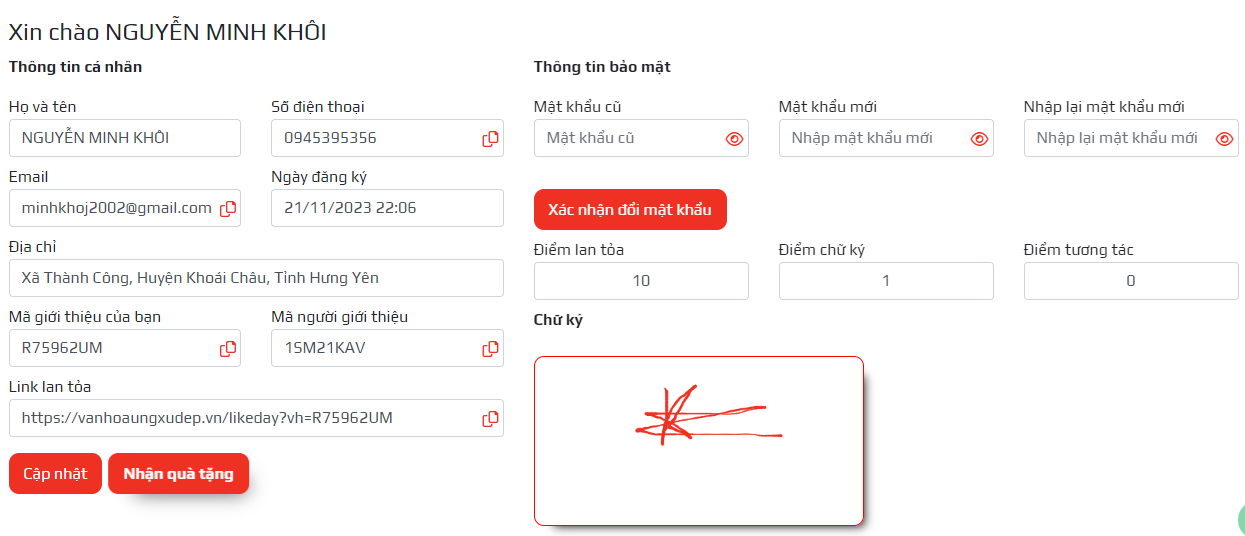 Xin chào NGUYỄN MINH KHÔI
Thông tin cá nhân
Họ và tên Số điện thoại
NGUYỄN MINH KHÔI 0945395356
Email Ngày đăng ký
minhkhoj2002@gmail.com 21/11/2023 22:06
Địa chỉ
Xã Thành Công, Huyện Khoái Châu, Tỉnh Hưng Yên
Mã giới thiệu của bạn Mã người giới thiệu
R75962UM 1SM21KAV
Link lan tỏa
https://vanhoaungxudep.vn/likeday?vh=R75962UM
Cập nhật Nhận quà tặng
Thông tin bảo mật
Mật khẩu cũ Mật khẩu mới Nhập lại mật khẩu mới
Mật khẩu cũ Nhập mật khẩu mới Nhập lại mật khẩu mới
Xác nhận đổi mật khẩu
Điểm lan tỏa Điểm chữ ký Điểm tương tác
10 1 0
Chữ ký